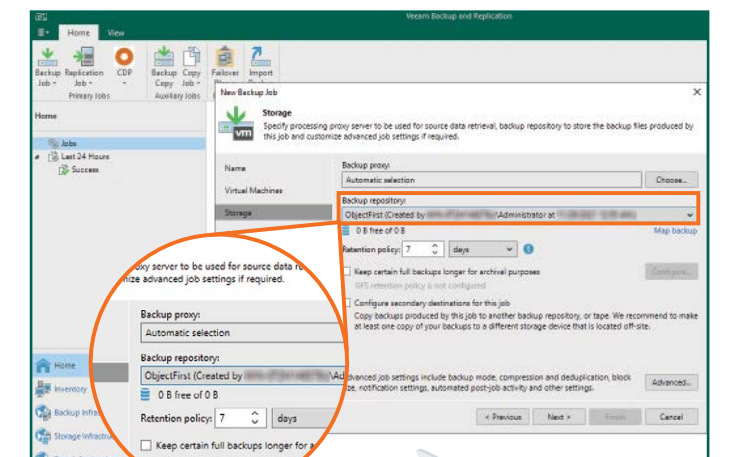 Veeam Backup and Replication
Home View
Backup Job Replication Job CDP Backup Copy Copy Job Failover Import
Primary Jobs Auxiliary Jobs
Home
Jobs
Last 24 Hours
Success
New Backup Job
Storage
Specify processing proxy server to be used for source data retrieval, backup repository to store the backup files produced by
this job and customize advanced job settings if required.
vm
Name
Virtual Machines
Storage
Backup proxy:
Automatic selection Choose...
Backup repository:
ObjectFirst (Created by \Administrator at
0 B free of 0 B Map backup
Retention policy: 7 days
Keep certain full backups longer for archival purposes Configure...
GFS retention policy is not configured
Configure secondary destinations for this job
Copy backups produced by this job to another backup repository, or tape. We recommend to make
at least one copy of your backups to a different storage device that is located off-site.
Advanced job settings include backup mode, compression and deduplication, block
size, notification settings, automated post-job activity and other settings. Advanced...
< Previous Next > Finish Cancel
oxy server to be used for source data re
ize advanced job settings if required.
Backup proxy:
Automatic selection
Backup repository:
ObjectFirst (Created by \Ad
0 B free of 0 B
Retention policy: 7 days
Keep certain full backups longer for a
Home
Inventory
Backup Infra
Storage Infrastru